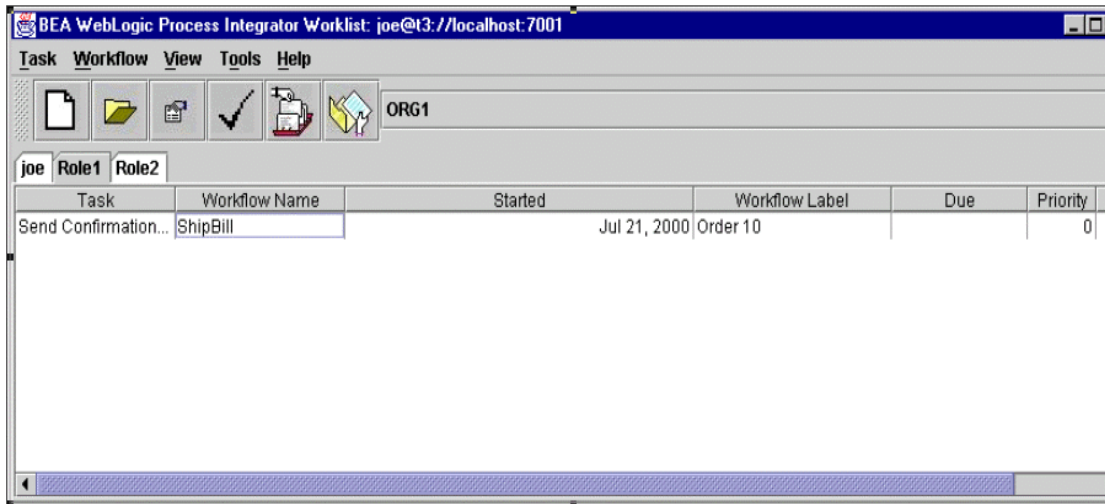 BEA WebLogic Process Integrator Worklist: joe@t3://localhost:7001
Task Workflow View Tools Help
ORG1
joe Role1 Role2
Task Workflow Name Started Workflow Label Due Priority
Send Confirmation... ShipBill Jul 21, 2000 Order 10 0